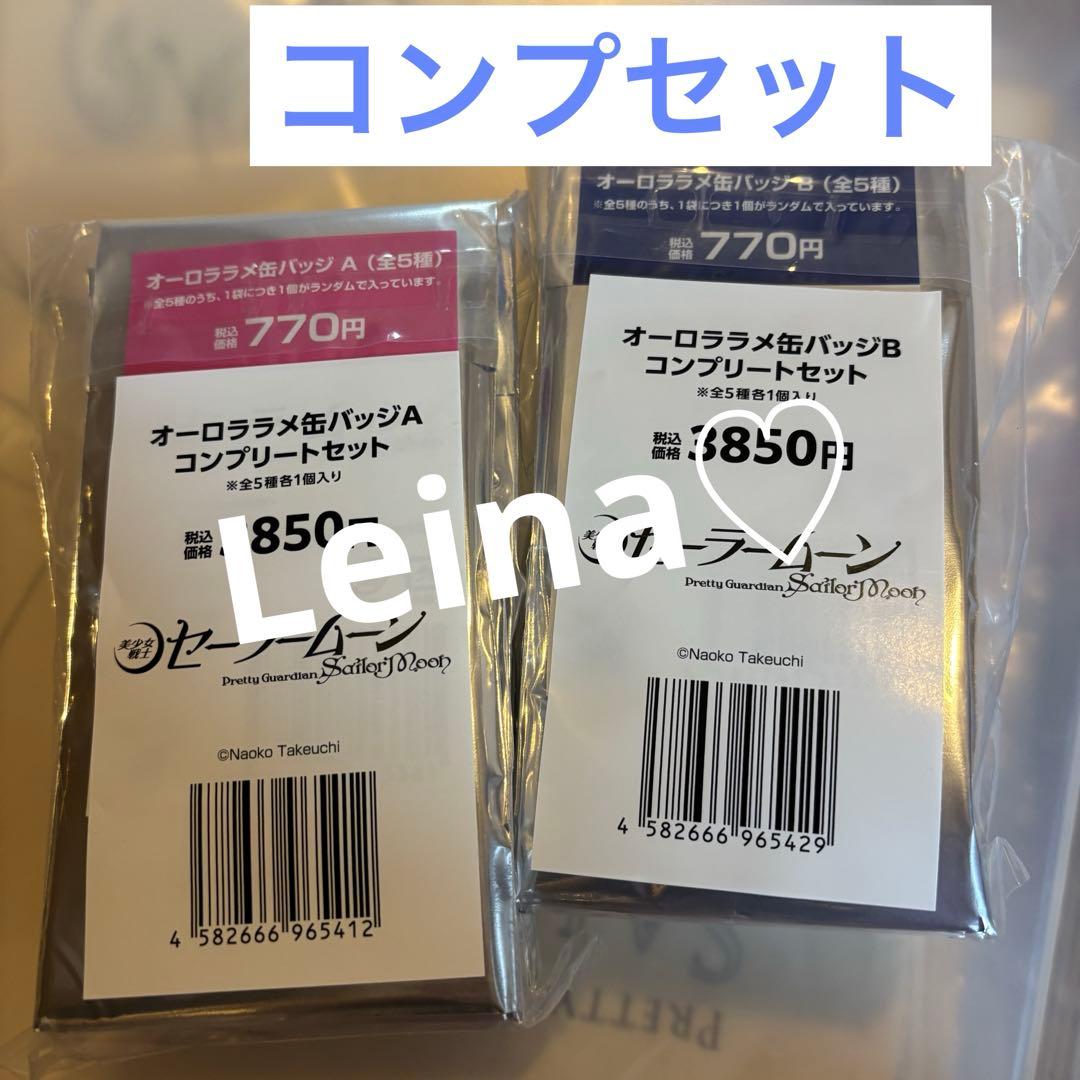 コンプセット
オーロララメ缶バッジ A（全5種）
※全5種のうち、1袋につき1個がランダムで入っています。
税込価格 770円
オーロララメ缶バッジA
コンプリートセット
※全5種各1個入り
税込価格 3850円
美少女戦士 セーラームーン
Pretty Guardian Sailor Moon
©Naoko Takeuchi
4 582666 965412
オーロララメ缶バッジ B（全5種）
※全5種のうち、1袋につき1個がランダムで入っています。
税込価格 770円
オーロララメ缶バッジB
コンプリートセット
※全5種各1個入り
税込価格 3850円
セーラームーン
Pretty Guardian Sailor Moon
©Naoko Takeuchi
4 582666 965429
Leina♡
PRETTY